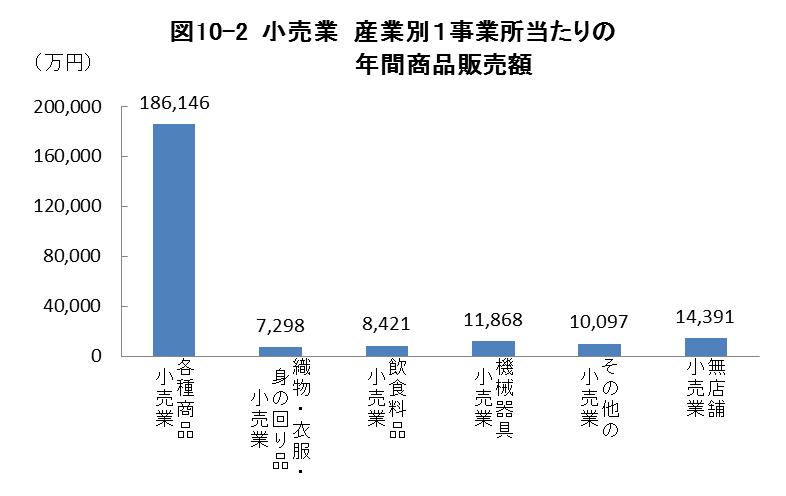 図10-2 小売業 産業別１事業所当たりの
年間商品販売額
（万円）
200,000
160,000
120,000
80,000
40,000
0
186,146
7,298
8,421
11,868
10,097
14,391
各種商品
小売業
織物・衣服・
身の回り品
小売業
飲食料品
小売業
機械器具
小売業
その他の
小売業
無店舗
小売業